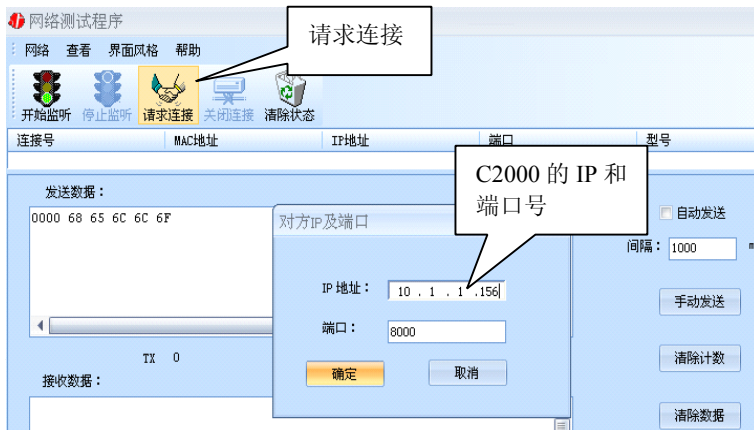 网络测试程序
网络 查看 界面风格 帮助
请求连接
开始监听 停止监听 请求连接 关闭连接 清除状态
连接号 MAC地址 IP地址 端口 型号
C2000 的 IP 和
端口号
发送数据：
0000 68 65 6C 6C 6F
对方IP及端口
自动发送
间隔： 1000 m
IP 地址： 10 . 1 . 1 .156
手动发送
端口： 8000
TX 0
清除计数
确定 取消
接收数据：
清除数据